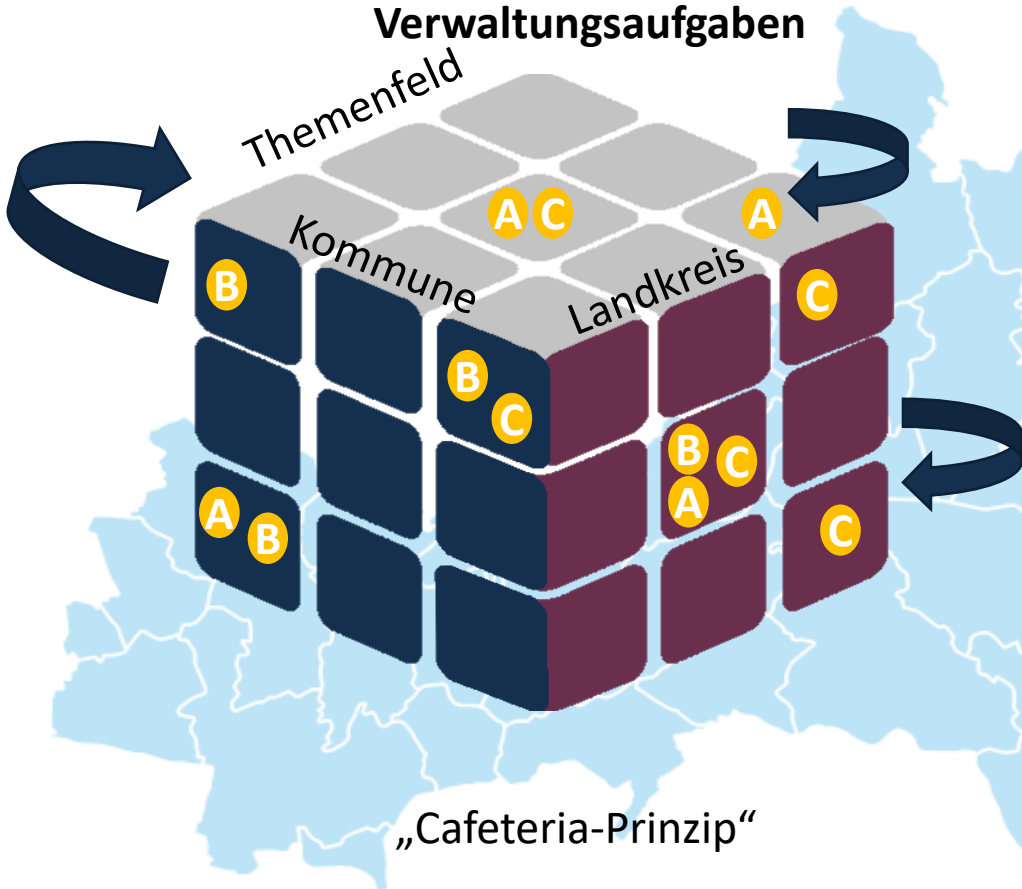 Verwaltungsaufgaben
Themenfeld
A C
A
Kommune
Landkreis
B
C
B
C
B
C
A
A
B
C
„Cafeteria-Prinzip“